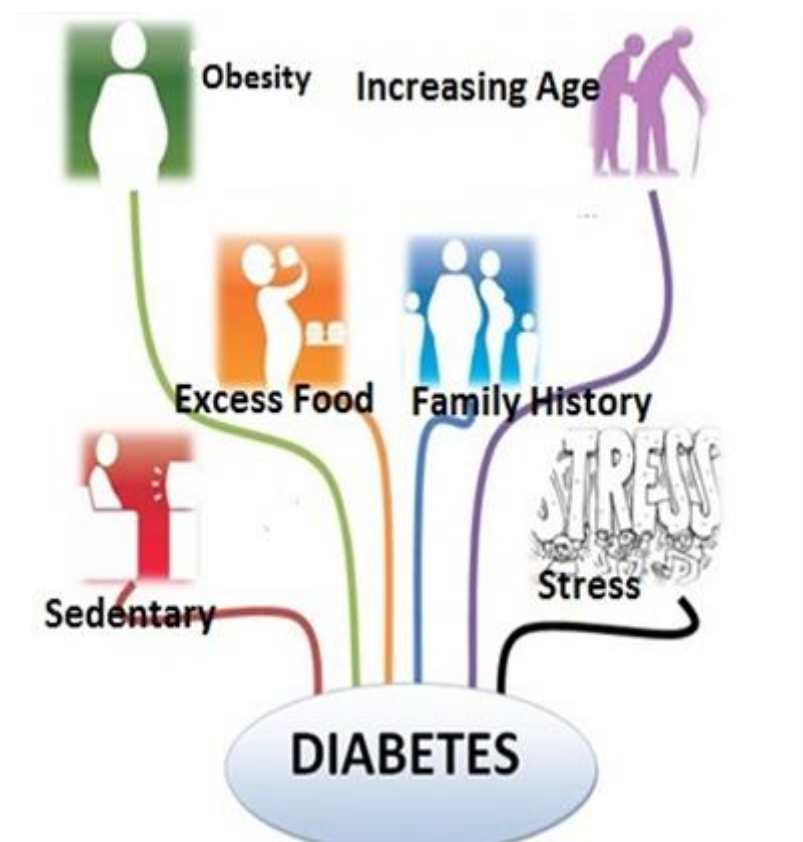 Obesity
Increasing Age
Excess Food
Family History
STRESS
Stress
Sedentary
DIABETES